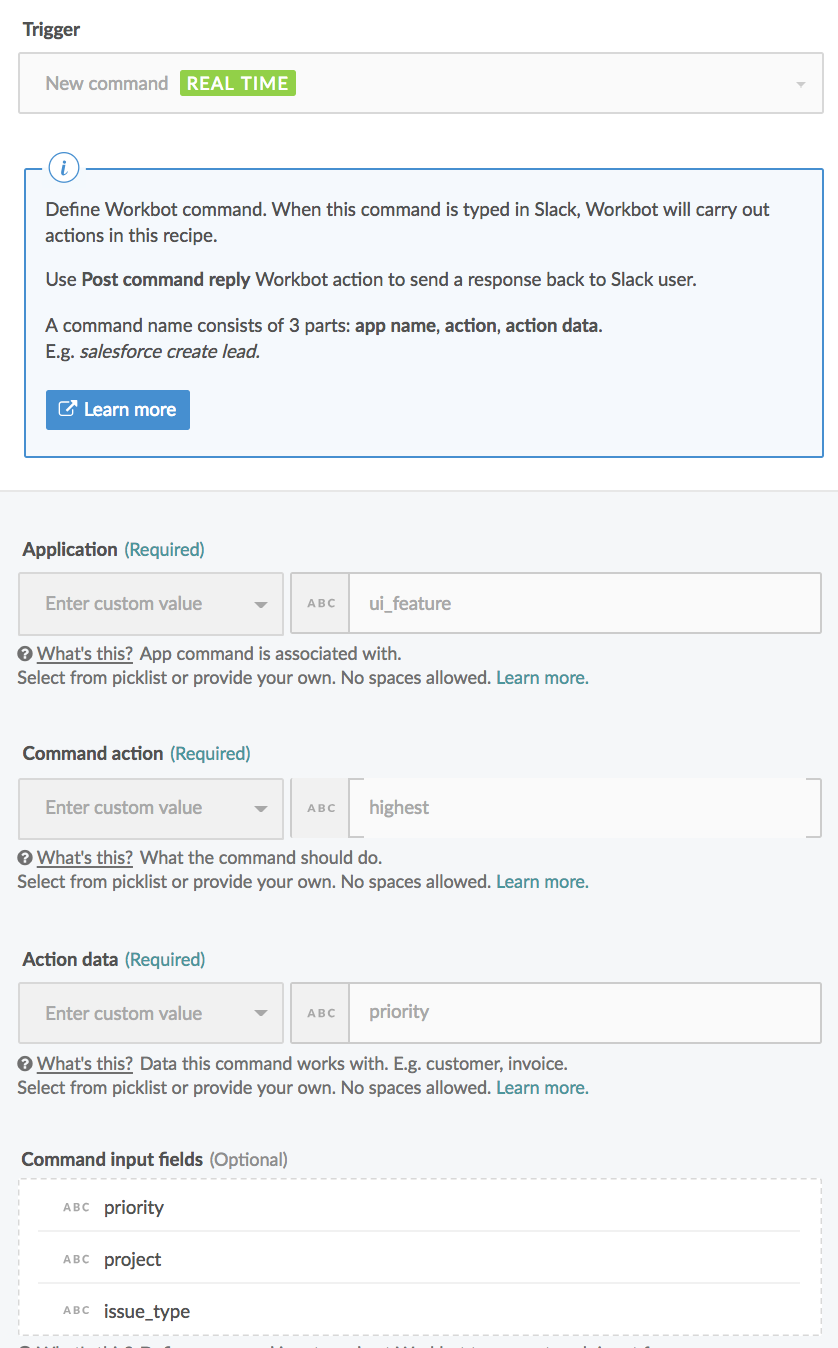 Trigger
New command REAL TIME
i
Define Workbot command. When this command is typed in Slack, Workbot will carry out
actions in this recipe.
Use Post command reply Workbot action to send a response back to Slack user.
A command name consists of 3 parts: app name, action, action data.
E.g. salesforce create lead.
Learn more
Application (Required)
Enter custom value ABC ui_feature
? What's this? App command is associated with.
Select from picklist or provide your own. No spaces allowed. Learn more.
Command action (Required)
Enter custom value ABC highest
? What's this? What the command should do.
Select from picklist or provide your own. No spaces allowed. Learn more.
Action data (Required)
Enter custom value ABC priority
? What's this? Data this command works with. E.g. customer, invoice.
Select from picklist or provide your own. No spaces allowed. Learn more.
Command input fields (Optional)
ABC priority
ABC project
ABC issue_type